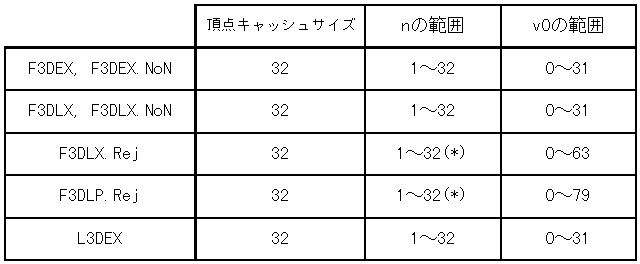 頂点キャッシュサイズ nの範囲 v0の範囲
F3DEX, F3DEX.NoN 32 1~32 0~31
F3DLX, F3DLX.NoN 32 1~32 0~31
F3DLX.Rej 32 1~32(*) 0~63
F3DLP.Rej 32 1~32(*) 0~79
L3DEX 32 1~32 0~31